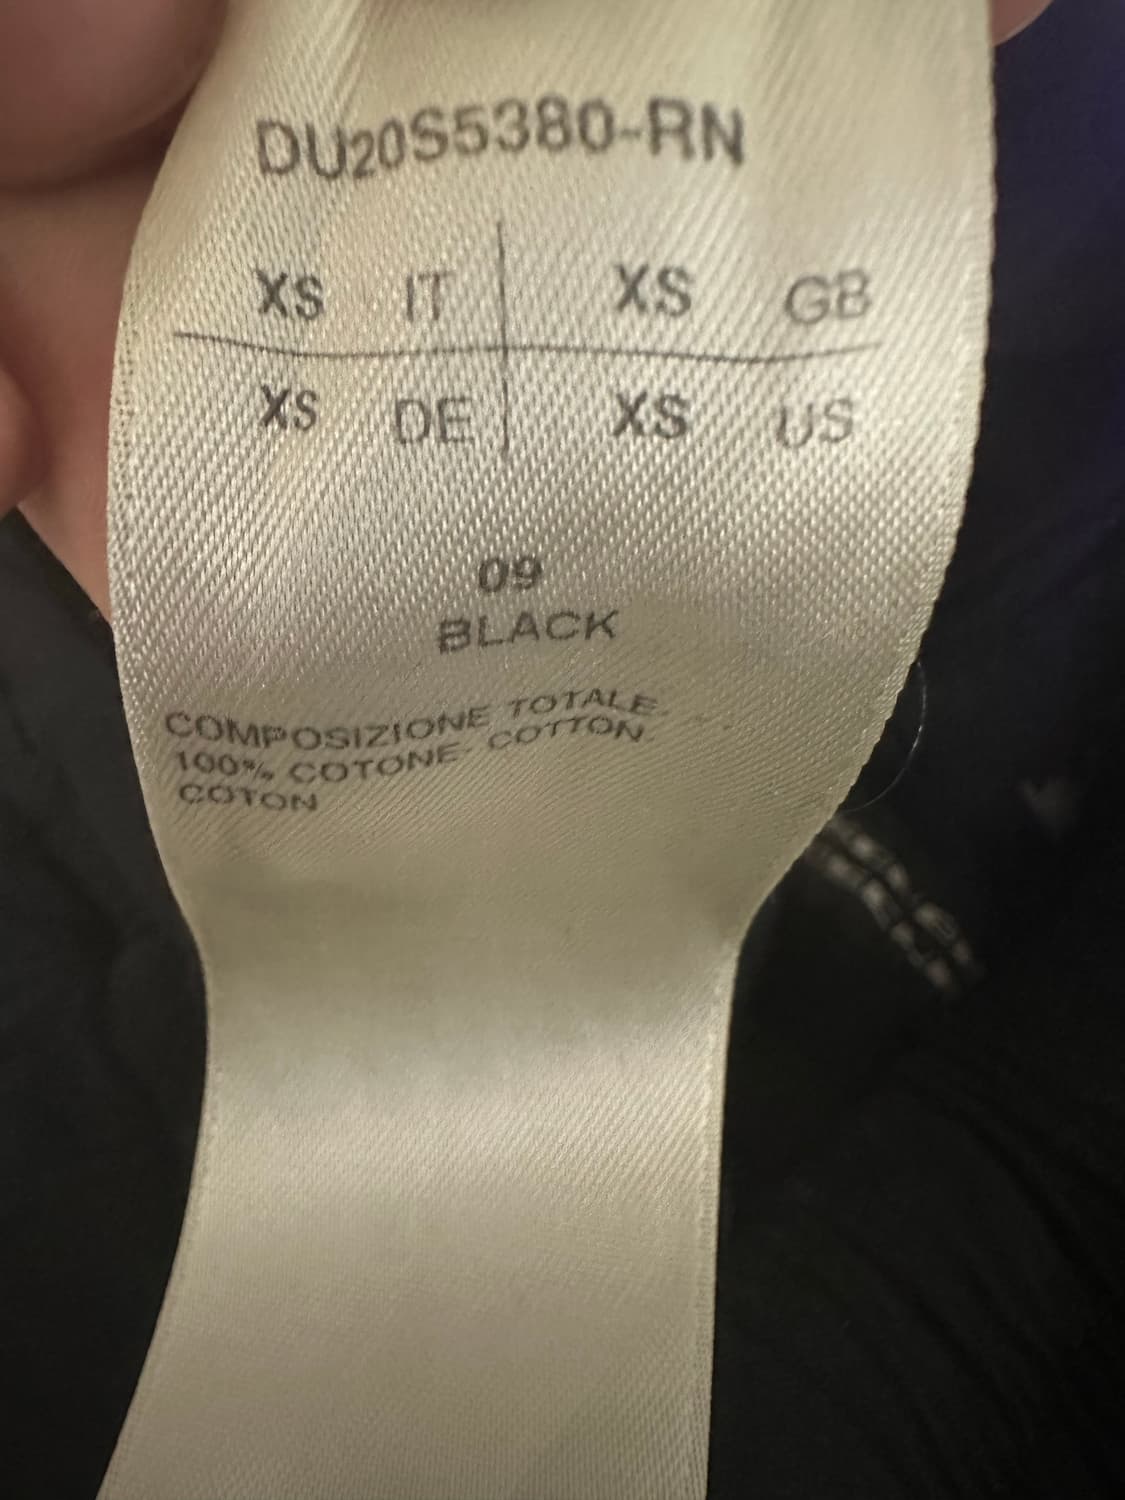 DU20S5380-RN
XS IT XS GB
XS DE XS US
09
BLACK
COMPOSIZIONE TOTALE
100% COTONE- COTTON.
COTON